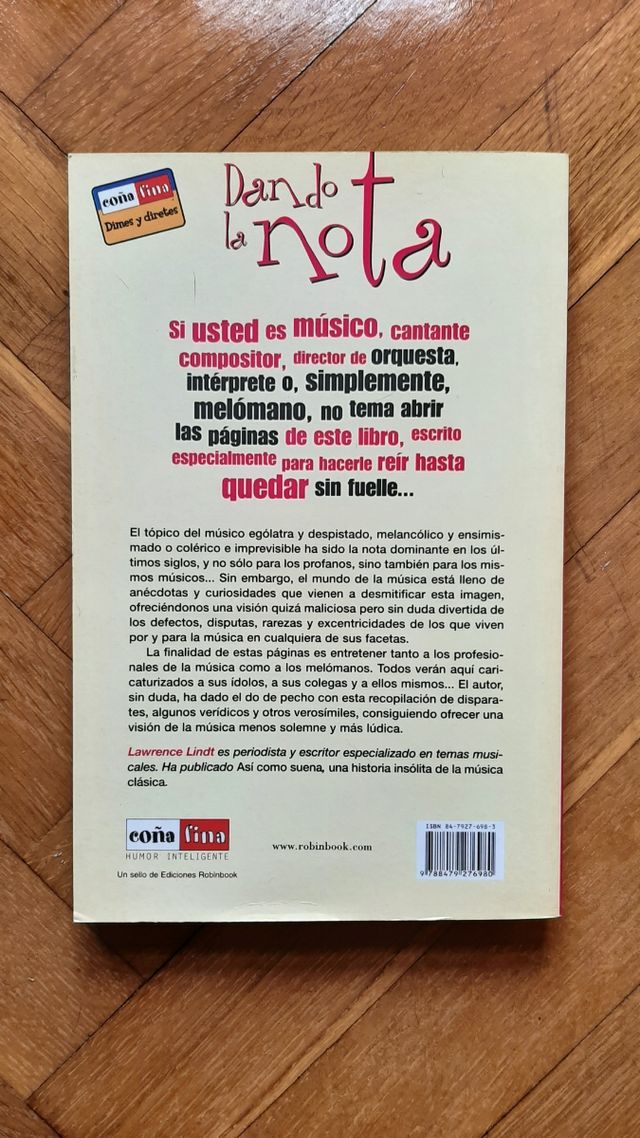 coña fina
Dimes y diretes
Dando
la nota
Si usted es músico, cantante
compositor, director de orquesta,
intérprete o, simplemente,
melómano, no tema abrir
las páginas de este libro, escrito
especialmente para hacerle reír hasta
quedar sin fuelle...
El tópico del músico ególatra y despistado, melancólico y ensimis-
mado o colérico e imprevisible ha sido la nota dominante en los úl-
timos siglos, y no sólo para los profanos, sino también para los mis-
mos músicos... Sin embargo, el mundo de la música está lleno de
anécdotas y curiosidades que vienen a desmitificar esta imagen,
ofreciéndonos una visión quizá maliciosa pero sin duda divertida de
los defectos, disputas, rarezas y excentricidades de los que viven
por y para la música en cualquiera de sus facetas.
La finalidad de estas páginas es entretener tanto a los profesio-
nales de la música como a los melómanos. Todos verán aquí cari-
caturizados a sus ídolos, a sus colegas y a ellos mismos... El autor,
sin duda, ha dado el do de pecho con esta recopilación de dispara-
tes, algunos verídicos y otros verosímiles, consiguiendo ofrecer una
visión de la música menos solemne y más lúdica.
Lawrence Lindt es periodista y escritor especializado en temas musi-
cales. Ha publicado Así como suena, una historia insólita de la música
clásica.
coña fina
HUMOR INTELIGENTE
Un sello de Ediciones Robinbook
www.robinbook.com
ISBN 84-7927-698-3
9 788479 276980